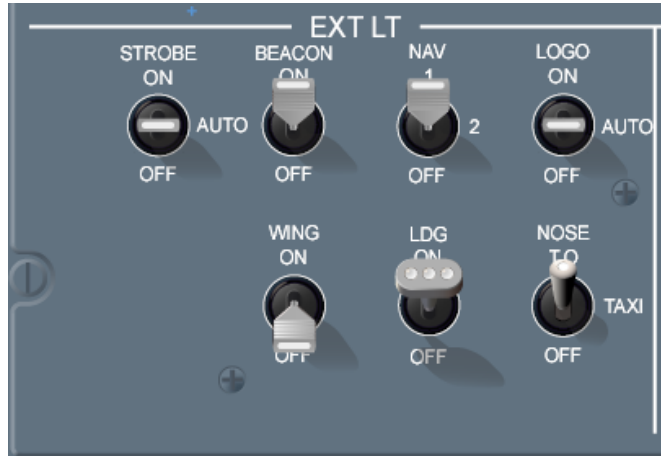 EXT LT
STROBE
ON
AUTO
OFF
BEACON
ON
OFF
NAV
1
2
OFF
LOGO
ON
AUTO
OFF
WING
ON
OFF
LDG
ON
OFF
NOSE
T.O
TAXI
OFF